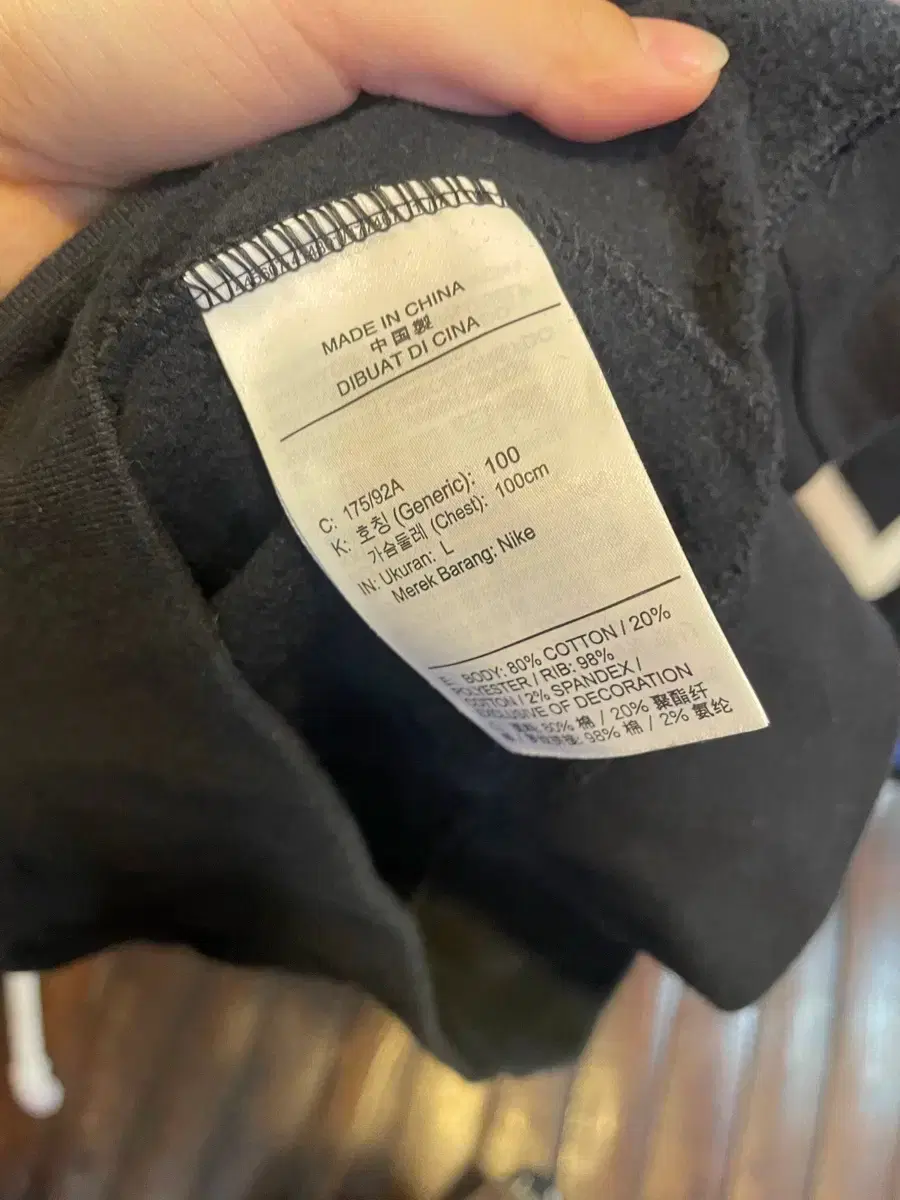 MADE IN CHINA
中国製
DIBUAT DI CINA
C: 175/92A
K: 호칭 (Generic): 100
가슴둘레 (Chest): 100cm
IN: Ukuran: L
Merek Barang: Nike
E: BODY: 80% COTTON / 20%
POLYESTER / RIB: 98%
COTTON / 2% SPANDEX /
EXCLUSIVE OF DECORATION
80% 棉 / 20% 聚酯纤
98% 棉 / 2% 氨纶